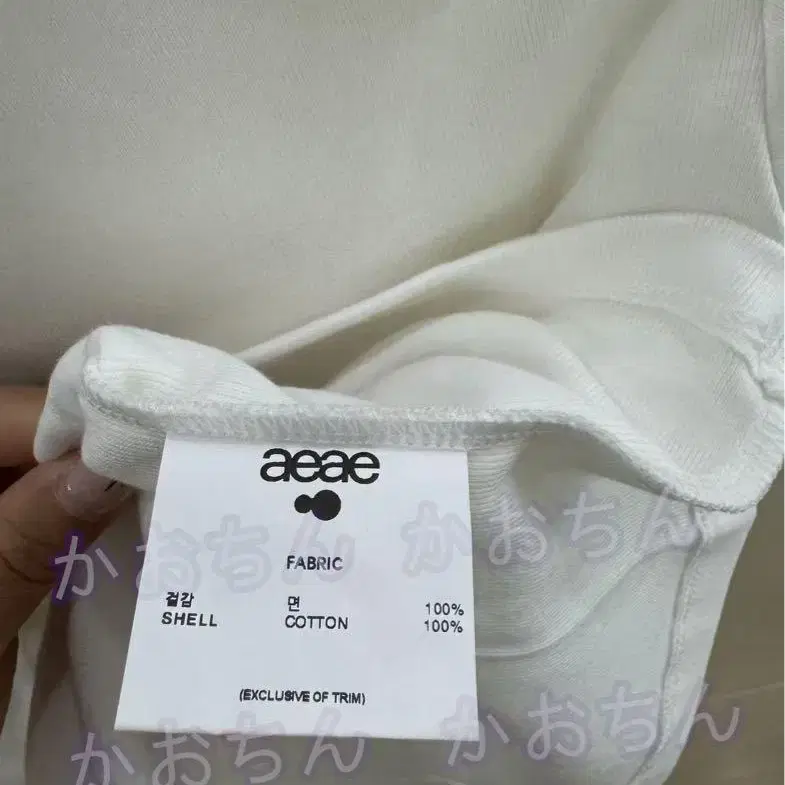 aeae
FABRIC
겉감 면 100%
SHELL COTTON 100%
(EXCLUSIVE OF TRIM)
かおちん かおちん
かおちん かおちん